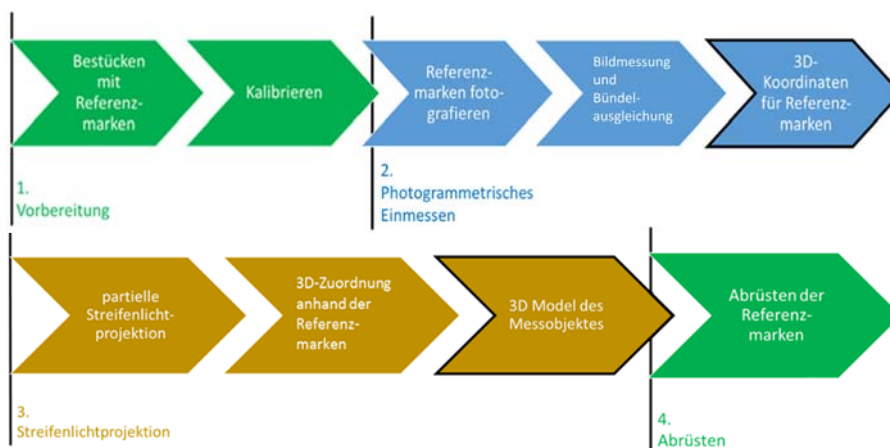 Bestücken
mit
Referenz-
marken
Kalibrieren
Referenz-
marken foto-
grafieren
Bildmessung
und
Bündel-
ausgleichung
3D-
Koordinaten
für Referenz-
marken
1.
Vorbereitung
2.
Photogrammetrisches
Einmessen
partielle
Streifenlicht-
projektion
3D-Zuordnung
anhand der
Referenz-
marken
3D Model des
Messobjektes
Abrüsten der
Referenz-
marken
3.
Streifenlichtprojektion
4.
Abrüsten